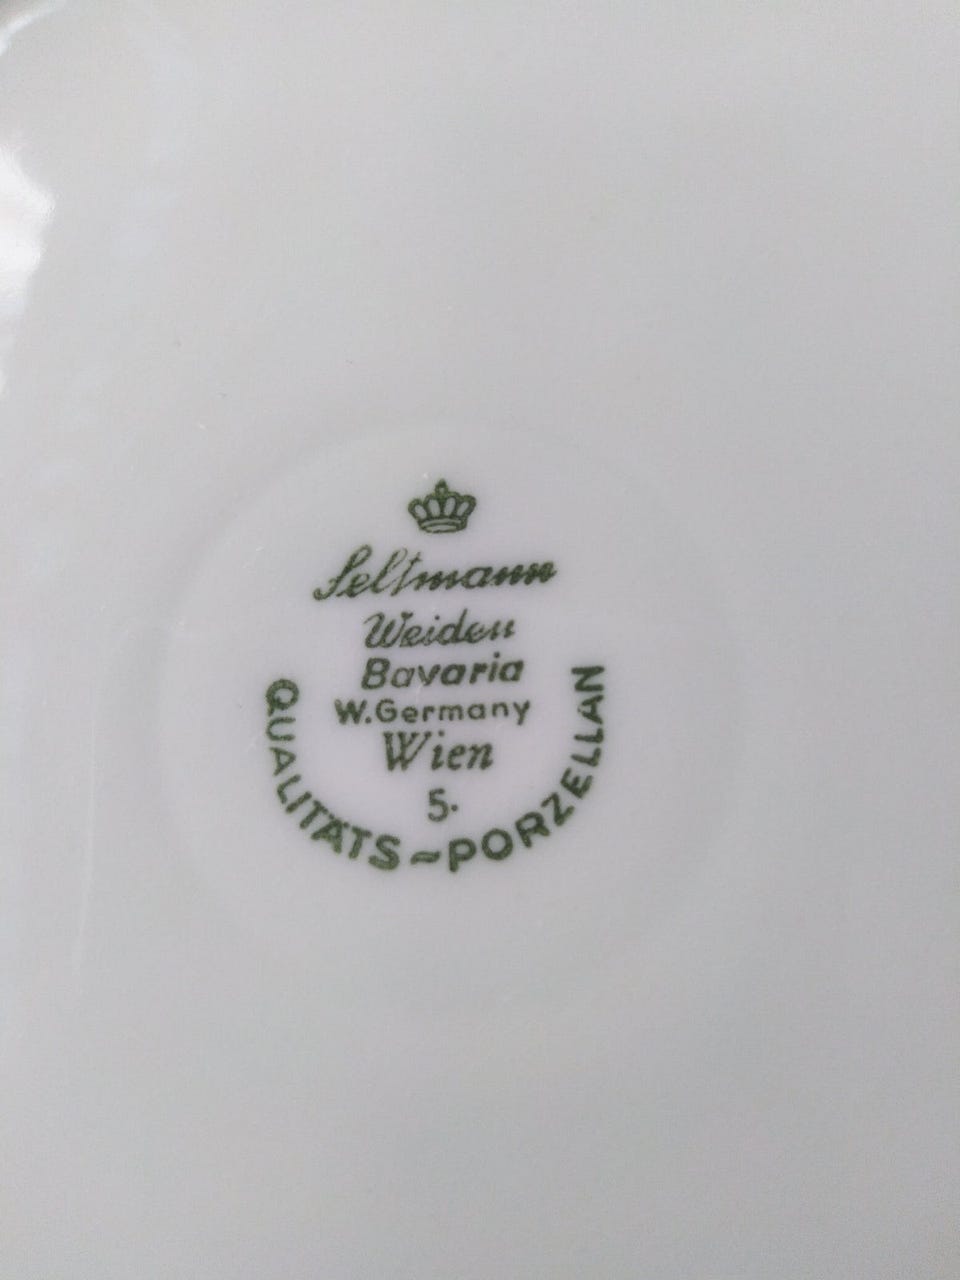 Seltmann
Weiden
Bavaria
W.Germany
Wien
5.
QUALITÄTS~PORZELLAN